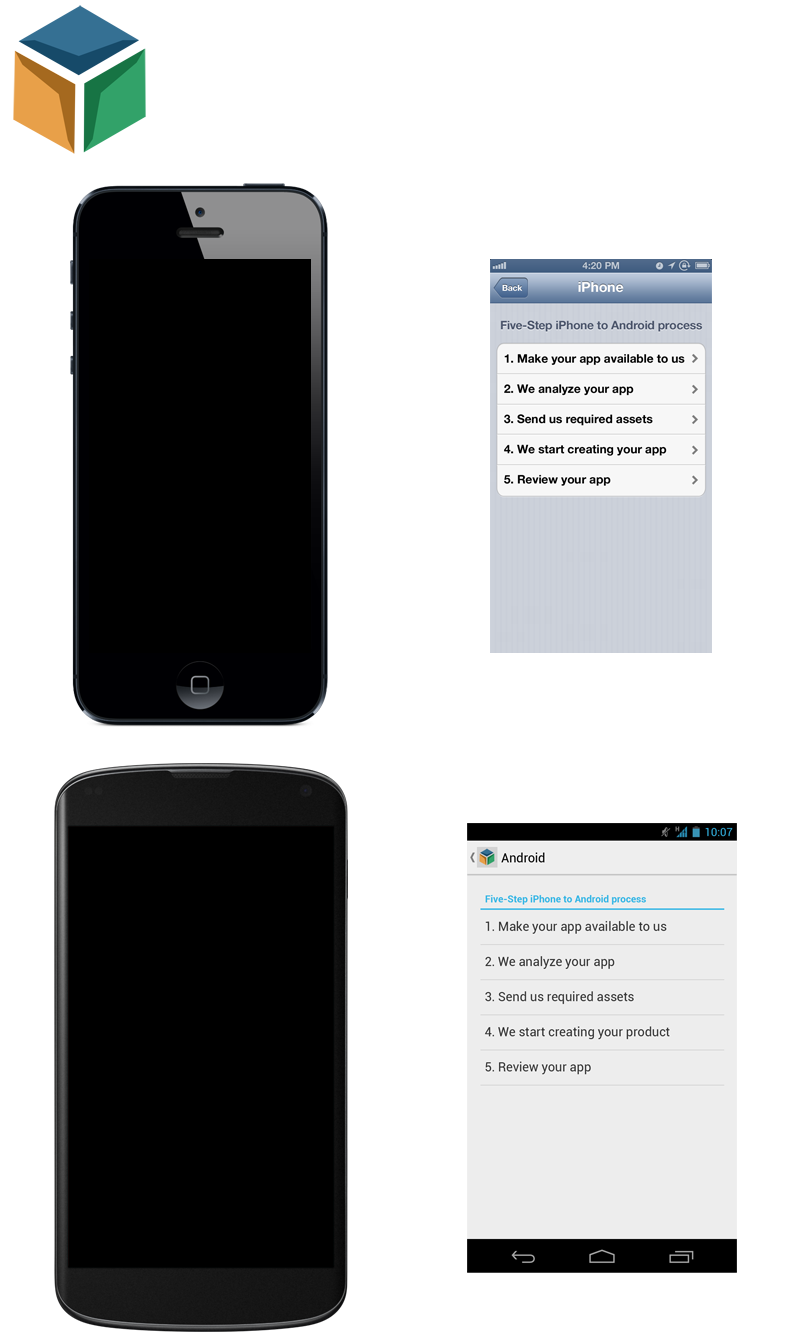 4:20 PM
Back
iPhone
Five-Step iPhone to Android process
1. Make your app available to us
2. We analyze your app
3. Send us required assets
4. We start creating your app
5. Review your app
H 10:07
Android
Five-Step iPhone to Android process
1. Make your app available to us
2. We analyze your app
3. Send us required assets
4. We start creating your product
5. Review your app